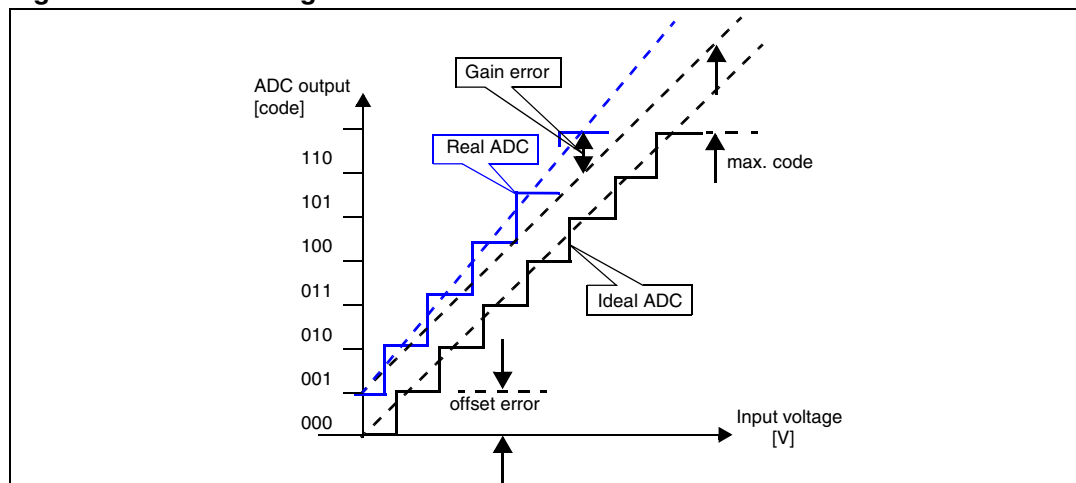 ADC output
[code]
Gain error
Real ADC
110
101
100
011
010
001
000
max. code
Ideal ADC
offset error
Input voltage
[V]